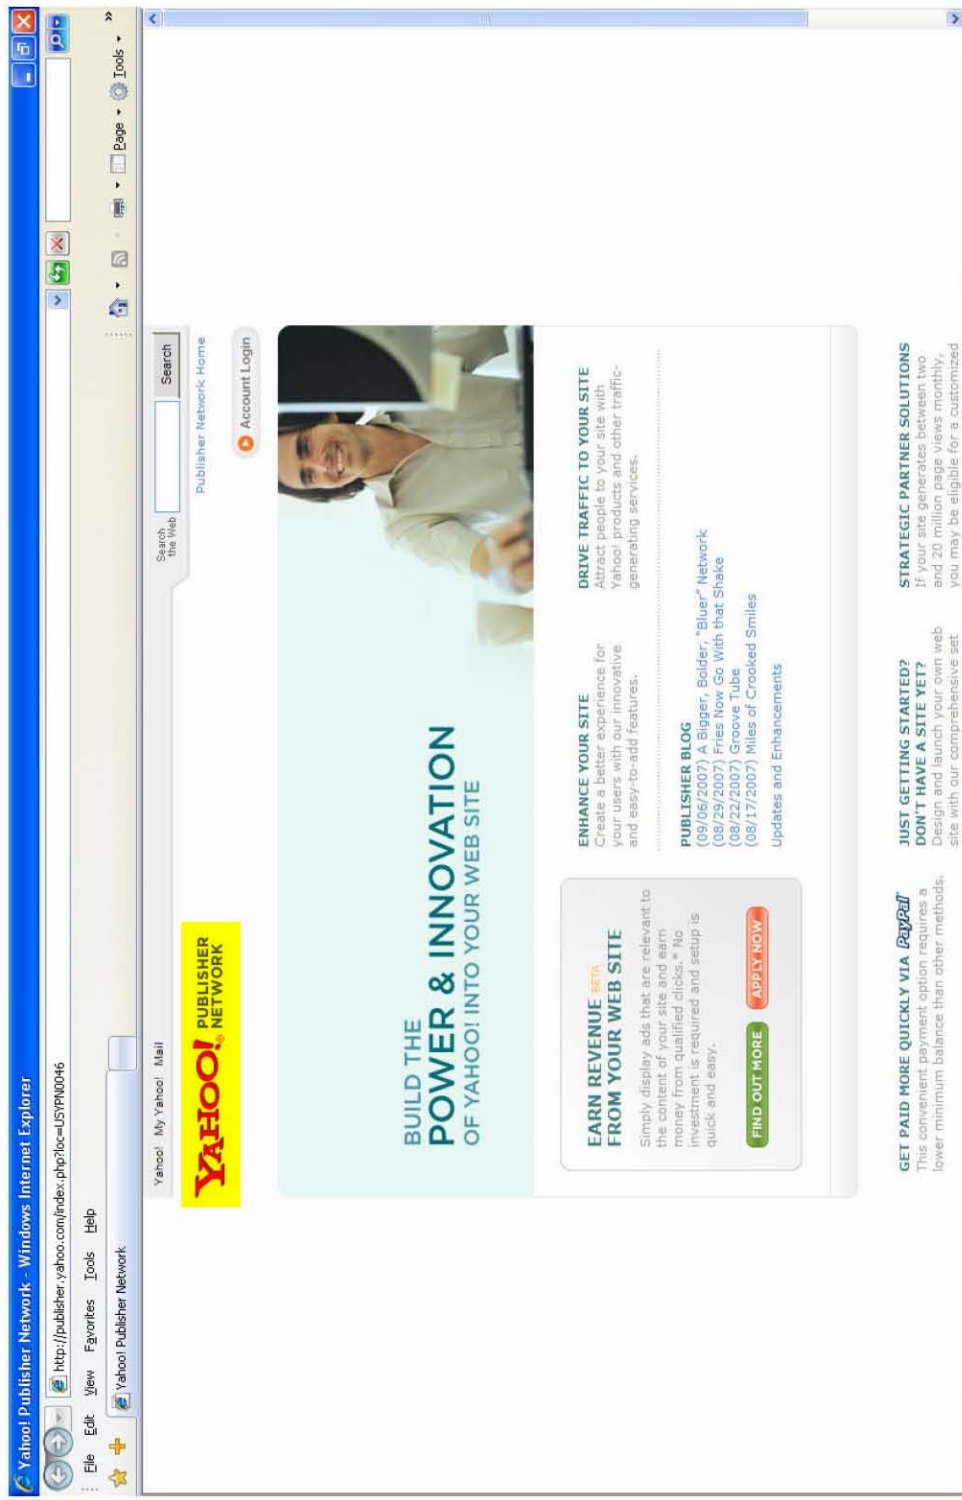 Yahoo! Publisher Network - Windows Internet Explorer
http://publisher.yahoo.com/index.php?loc=USYPN0046
File Edit View Favorites Tools Help
Yahoo! Publisher Network
Page Tools
Yahoo! My Yahoo! Mail
Search
the Web
Search
YAHOO!® PUBLISHER
NETWORK
Publisher Network Home
Account Login
BUILD THE
POWER & INNOVATION
OF YAHOO! INTO YOUR WEB SITE
EARN REVENUE BETA
FROM YOUR WEB SITE
Simply display ads that are relevant to
the content of your site and earn
money from qualified clicks.* No
investment is required and setup is
quick and easy.
FIND OUT MORE
APPLY NOW
ENHANCE YOUR SITE
Create a better experience for
your users with our innovative
and easy-to-add features.
DRIVE TRAFFIC TO YOUR SITE
Attract people to your site with
Yahoo! products and other traffic-
generating services.
PUBLISHER BLOG
(09/06/2007) A Bigger, Bolder, "Bluer" Network
(08/29/2007) Fries Now Go With that Shake
(08/22/2007) Groove Tube
(08/17/2007) Miles of Crooked Smiles
Updates and Enhancements
GET PAID MORE QUICKLY VIA PayPal
This convenient payment option requires a
lower minimum balance than other methods.
JUST GETTING STARTED?
DON'T HAVE A SITE YET?
Design and launch your own web
site with our comprehensive set
STRATEGIC PARTNER SOLUTIONS
If your site generates between two
and 20 million page views monthly,
you may be eligible for a customized